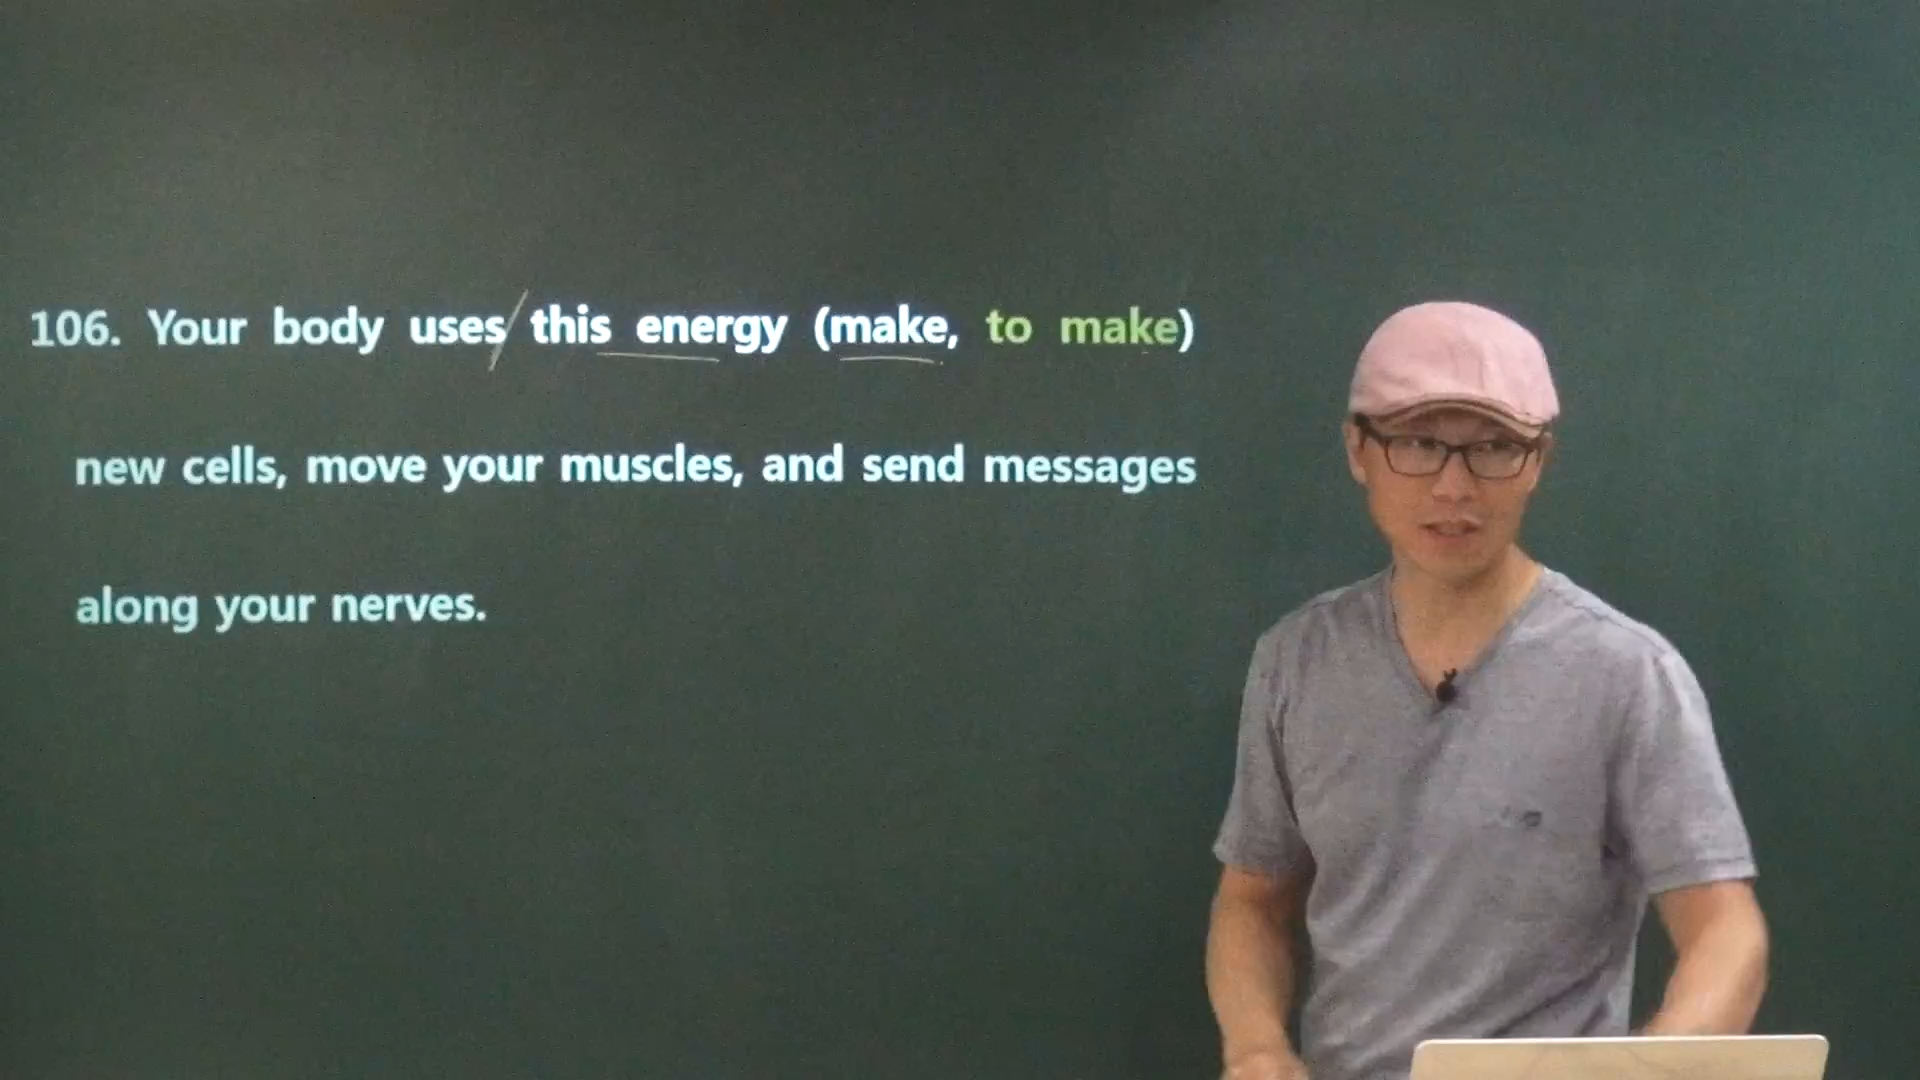 106. Your body uses this energy (make, to make)
new cells, move your muscles, and send messages
along your nerves.